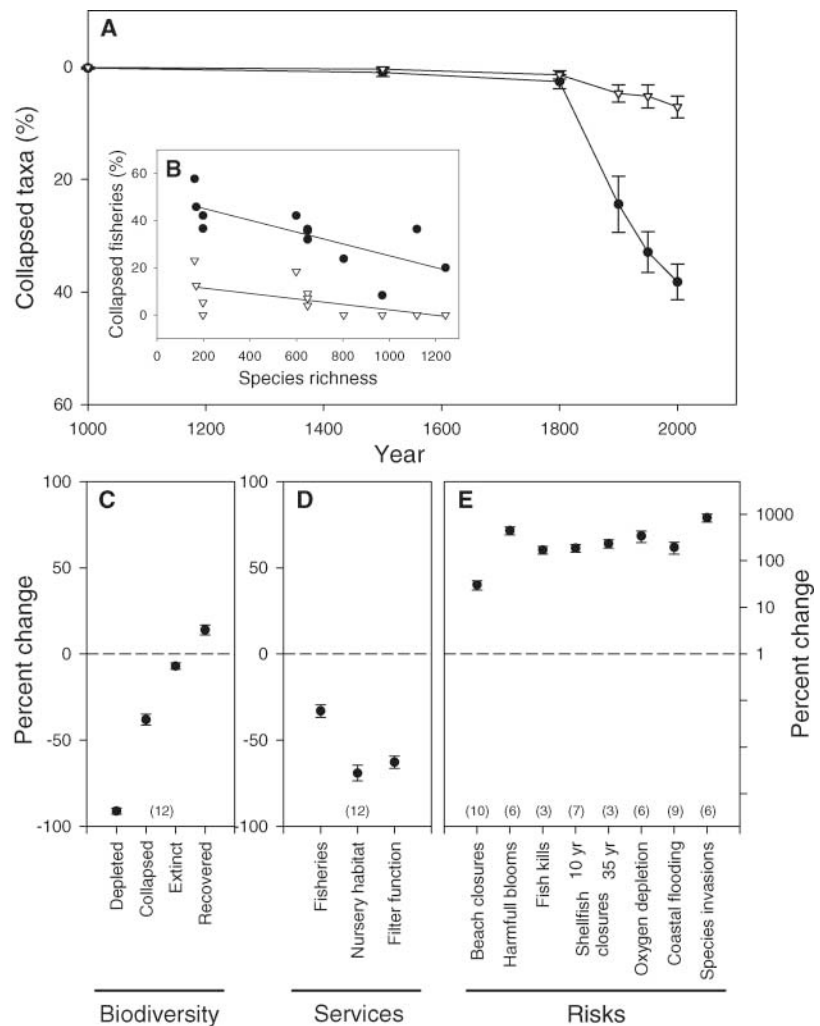 A
Collapsed taxa (%)
0
20
40
60
1000
1200
1400
1600
1800
2000
Year
B
Collapsed fisheries (%)
60
40
20
0
0
200
400
600
800
1000
1200
Species richness
C
Percent change
100
50
0
-50
-100
(12)
Depleted
Collapsed
Extinct
Recovered
Biodiversity
D
100
50
0
-50
-100
(12)
Fisheries
Nursery habitat
Filter function
Services
E
1000
100
10
1
Percent change
(10)
(6)
(3)
(7)
(3)
(6)
(9)
(6)
Beach closures
Harmfull blooms
Fish kills
Shellfish 10 yr
closures 35 yr
Oxygen depletion
Coastal flooding
Species invasions
Risks